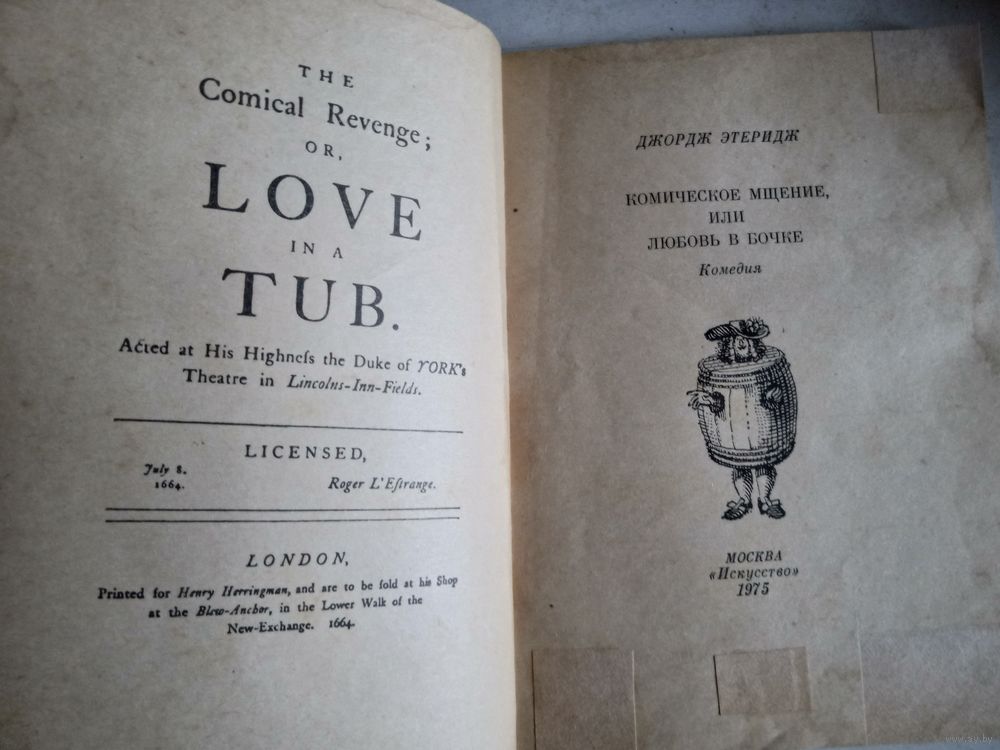 THE
Comical Revenge;
OR,
LOVE
IN A
TUB.
Acted at His Highneſs the Duke of YORK's
Theatre in Lincolns-Inn-Fields.
LICENSED,
July 8.
1664.
Roger L'Eſtrange.
LONDON,
Printed for Henry Herringman, and are to be ſold at his Shop
at the Blew-Anchor, in the Lower Walk of the
New-Exchange. 1664.
ДЖОРДЖ ЭТЕРИДЖ
КОМИЧЕСКОЕ МЩЕНИЕ,
ИЛИ
ЛЮБОВЬ В БОЧКЕ
Комедия
МОСКВА
«Искусство»
1975
www.ay.by